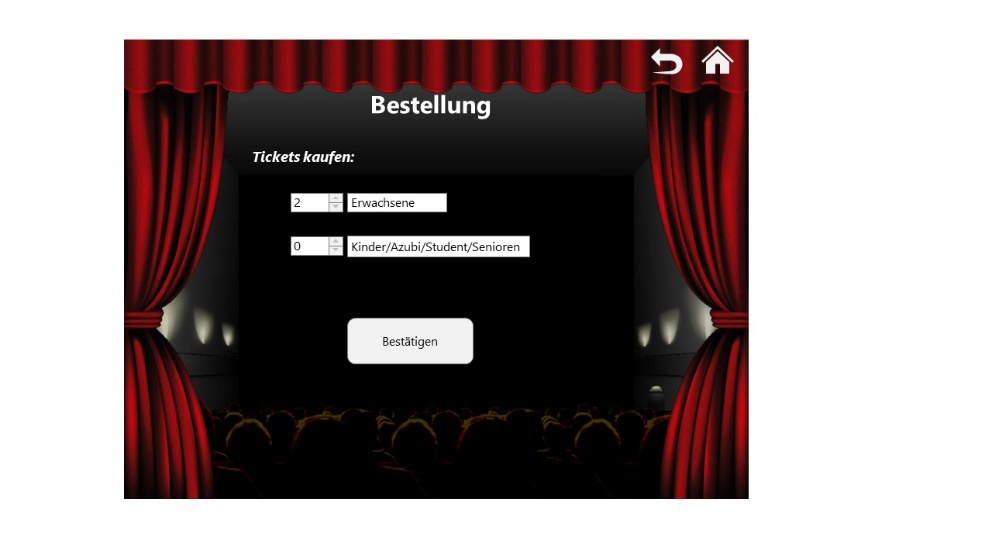 Bestellung
Tickets kaufen:
2 Erwachsene
0 Kinder/Azubi/Student/Senioren
Bestätigen